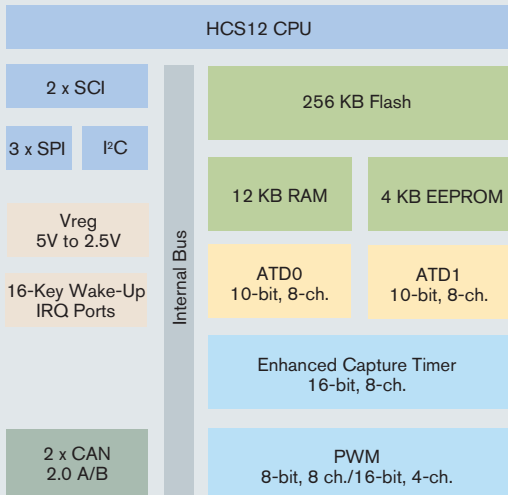 HCS12 CPU
2 x SCI
3 x SPI
I²C
Vreg
5V to 2.5V
16-Key Wake-Up
IRQ Ports
2 x CAN
2.0 A/B
Internal Bus
256 KB Flash
12 KB RAM
4 KB EEPROM
ATD0
10-bit, 8-ch.
ATD1
10-bit, 8-ch.
Enhanced Capture Timer
16-bit, 8-ch.
PWM
8-bit, 8 ch./16-bit, 4-ch.